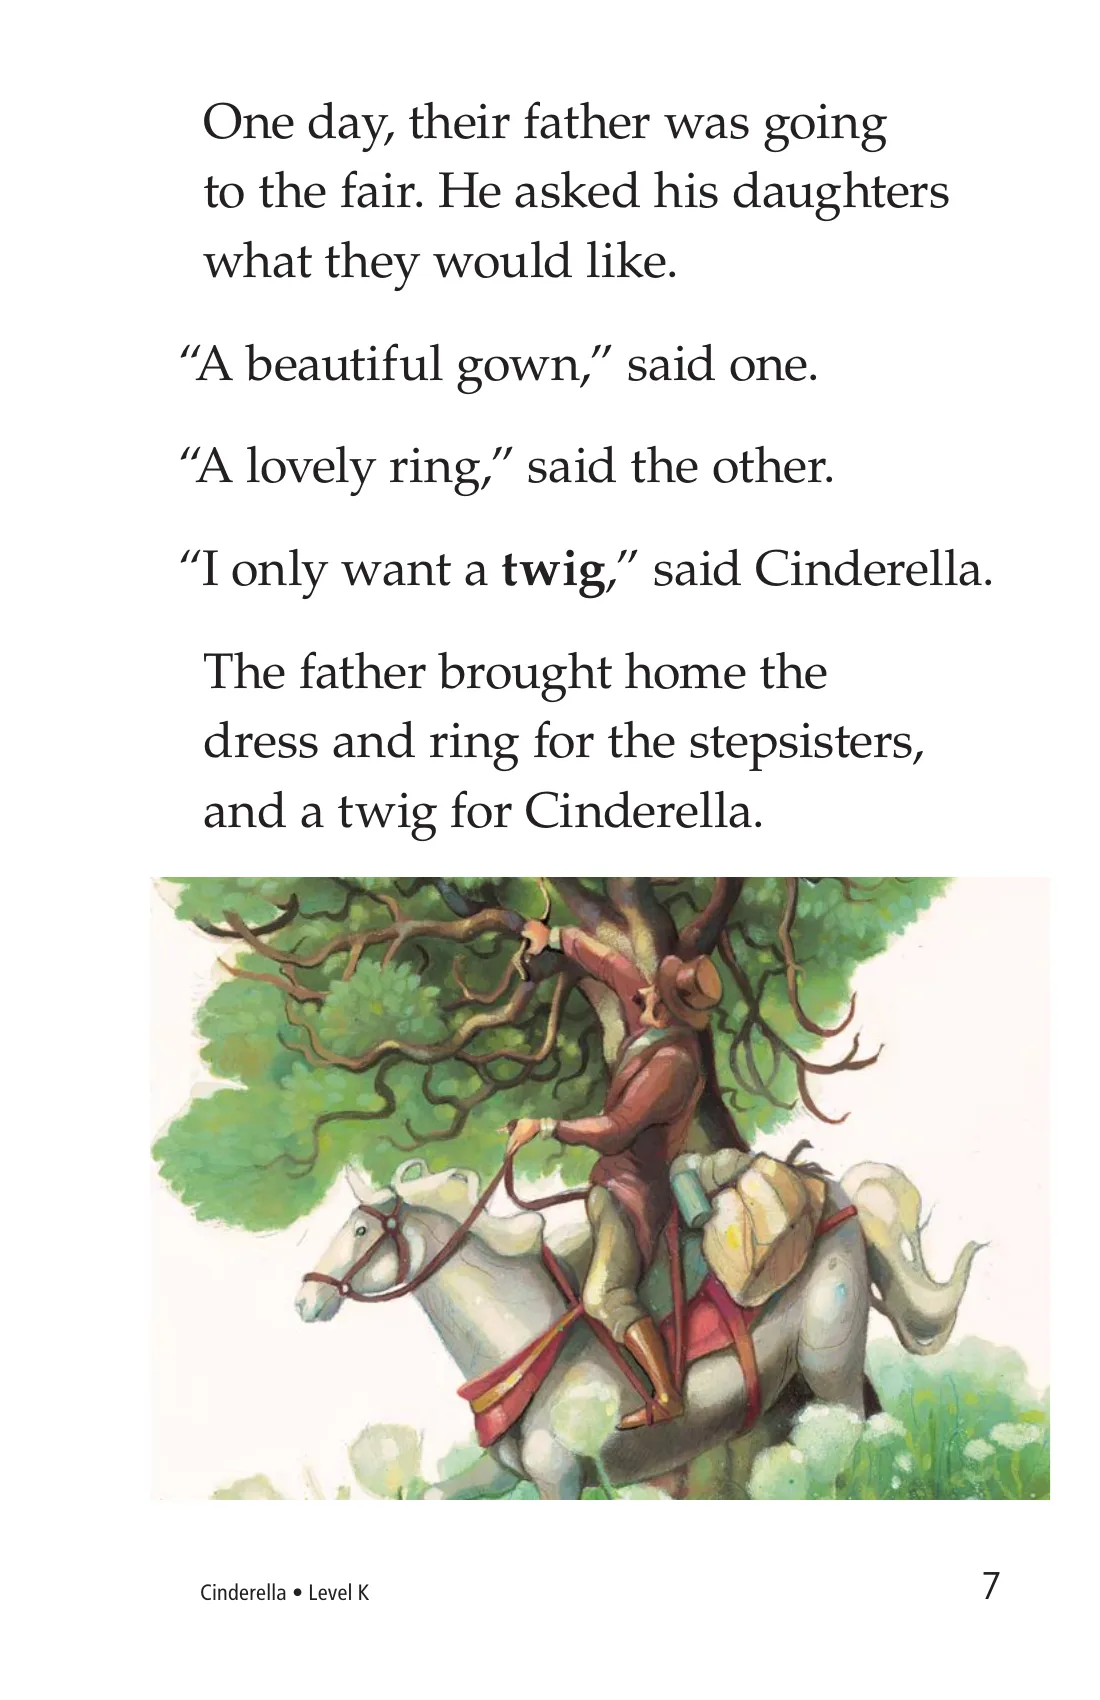 One day, their father was going
to the fair. He asked his daughters
what they would like.
“A beautiful gown,” said one.
“A lovely ring,” said the other.
“I only want a twig,” said Cinderella.
The father brought home the
dress and ring for the stepsisters,
and a twig for Cinderella.
Cinderella • Level K
7